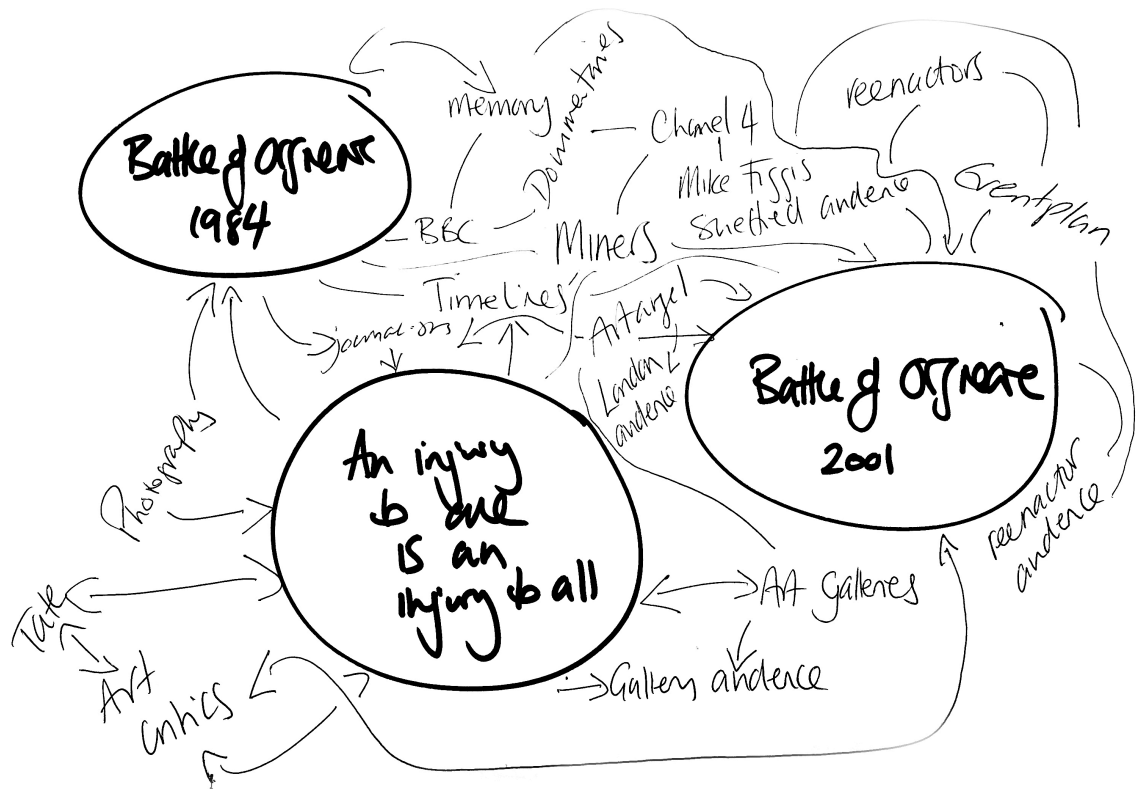 Battle of Orgreave
1984
memory
Documentaries
Channel 4
Mike Figgis
BBC
Miners
Sheffield audience
reenactors
Eventplan
Timelines
journalists
Artangel
London
audience
Battle of Orgreave
2001
reenactor
audience
Photography
An injury
to one
is an
injury to all
Tate
Art
critics
Art Galleries
Gallery audience